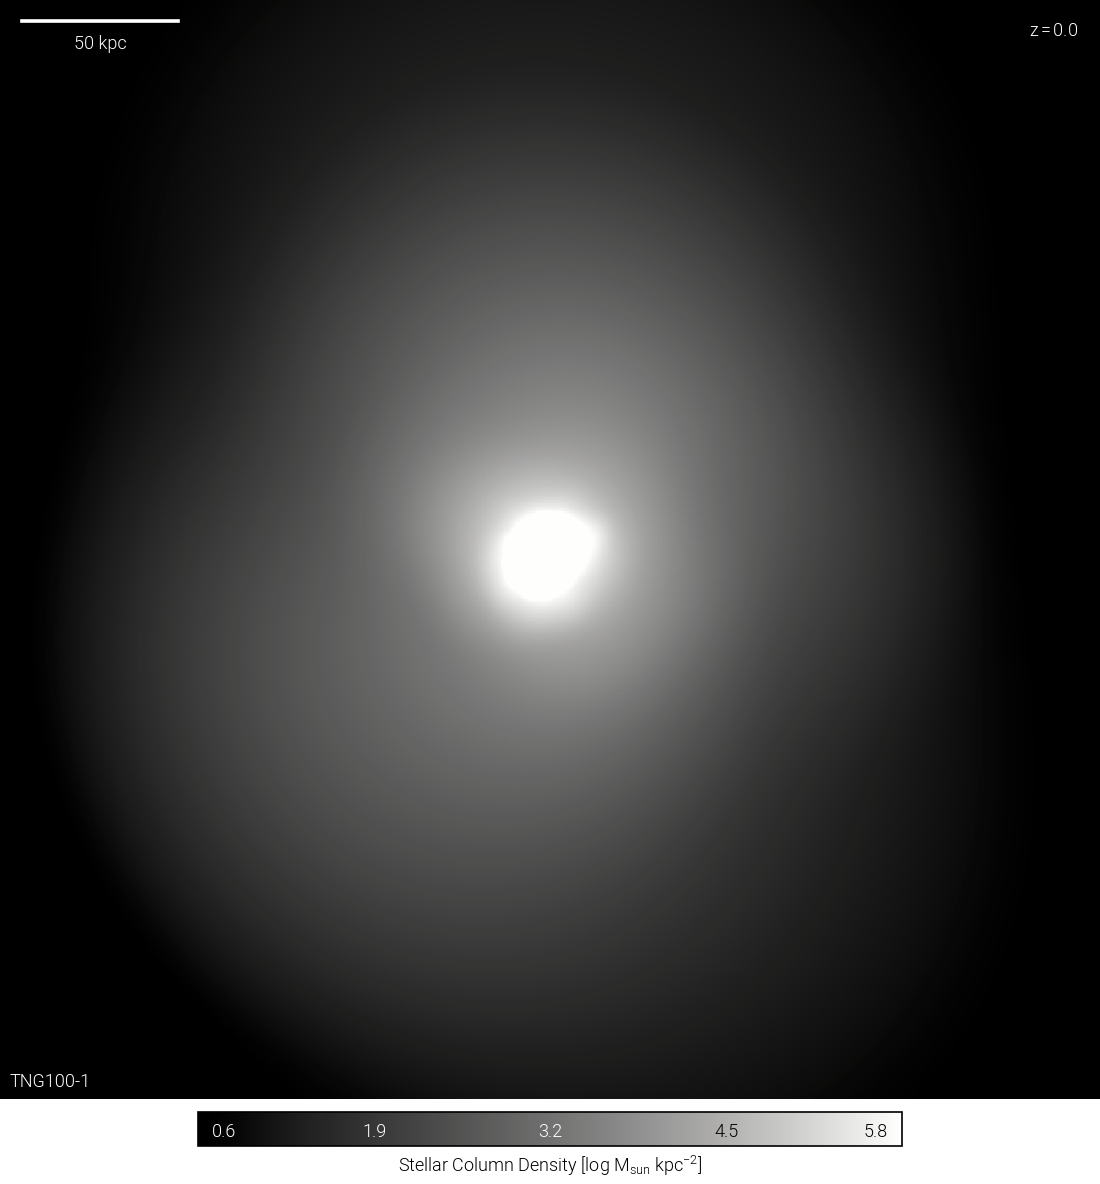 50 kpc
z=0.0
TNG100-1
0.6 1.9 3.2 4.5 5.8
Stellar Column Density [log M_sun kpc⁻²]